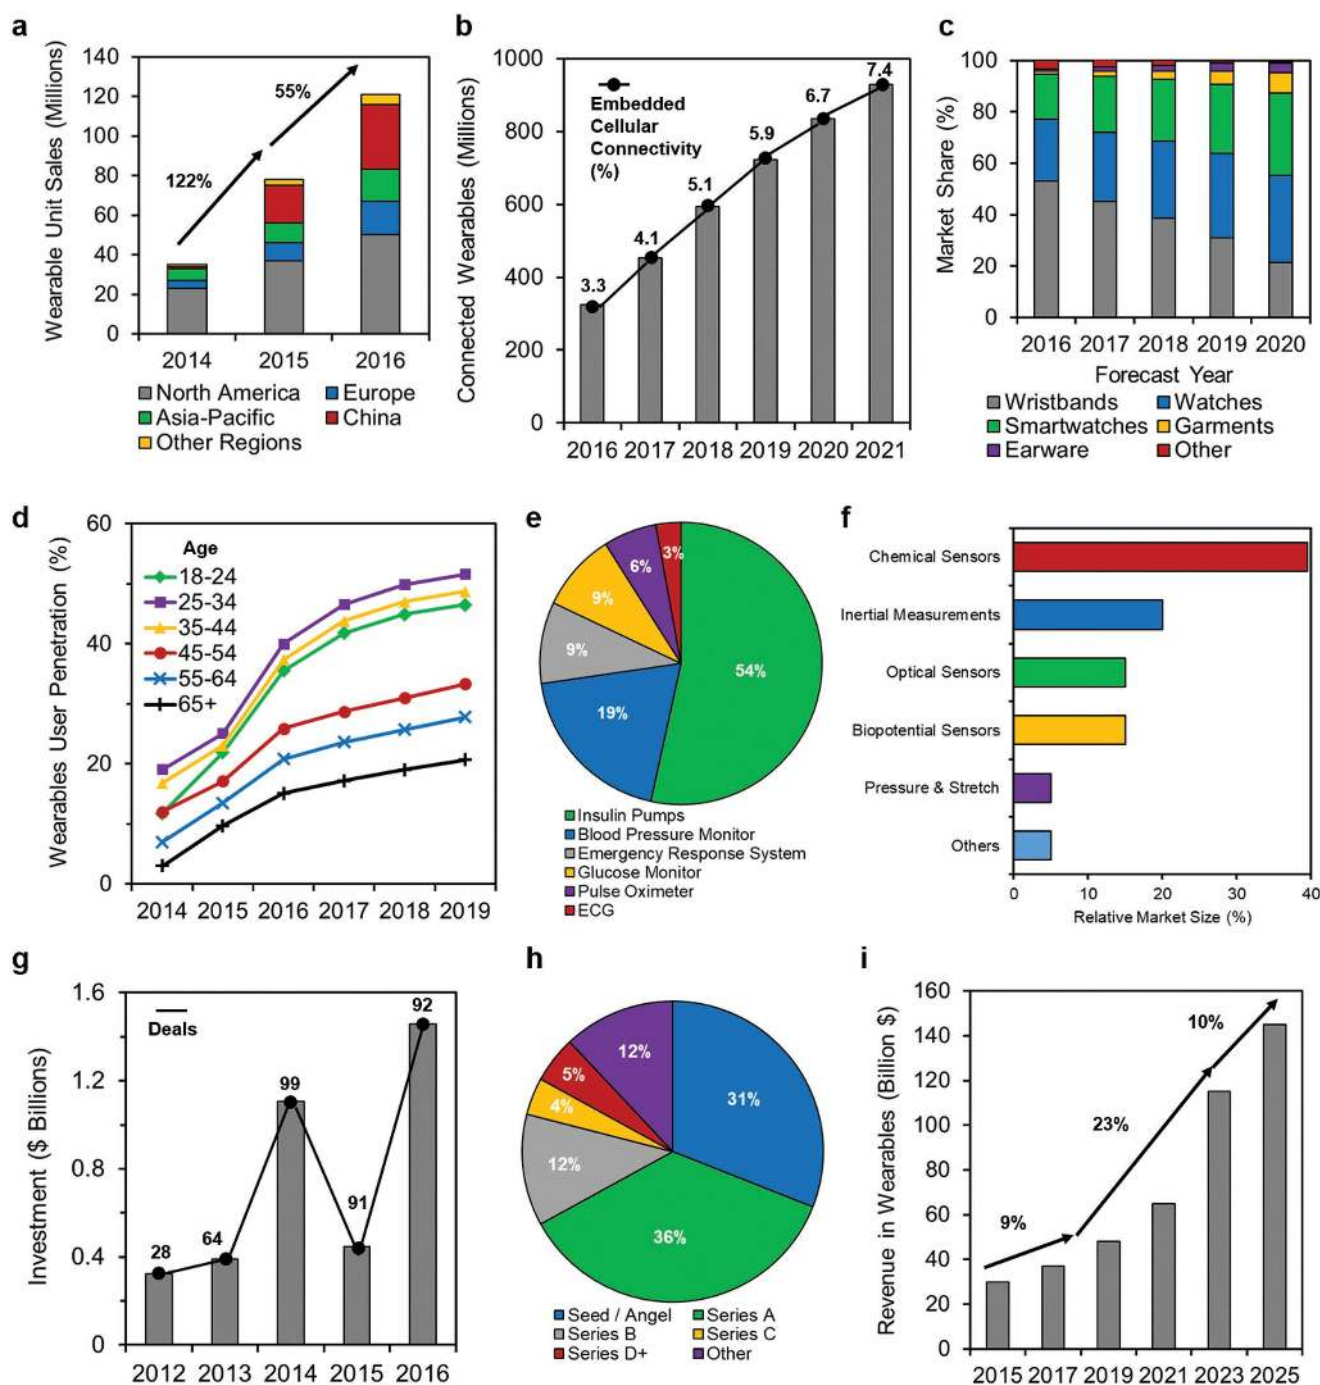 a
Wearable Unit Sales (Millions)
140
120
100
80
60
40
20
0
122%
55%
2014 2015 2016
North America Europe
Asia-Pacific China
Other Regions
b
Connected Wearables (Millions)
1000
800
600
400
200
0
Embedded
Cellular
Connectivity
(%)
3.3
4.1
5.1
5.9
6.7
7.4
2016 2017 2018 2019 2020 2021
c
Market Share (%)
100
80
60
40
20
0
2016 2017 2018 2019 2020
Forecast Year
Wristbands Watches
Smartwatches Garments
Earware Other
d
Wearables User Penetration (%)
60
40
20
0
Age
18-24
25-34
35-44
45-54
55-64
65+
2014 2015 2016 2017 2018 2019
e
3%
6%
9%
9%
19%
54%
Insulin Pumps
Blood Pressure Monitor
Emergency Response System
Glucose Monitor
Pulse Oximeter
ECG
f
Chemical Sensors
Inertial Measurements
Optical Sensors
Biopotential Sensors
Pressure & Stretch
Others
0 10 20 30 40
Relative Market Size (%)
g
Investment ($ Billions)
1.6
1.2
0.8
0.4
0
Deals
28
64
99
91
92
2012 2013 2014 2015 2016
h
12%
5%
4%
12%
31%
36%
Seed / Angel Series A
Series B Series C
Series D+ Other
i
Revenue in Wearables (Billion $)
160
140
120
100
80
60
40
20
0
9%
23%
10%
2015 2017 2019 2021 2023 2025